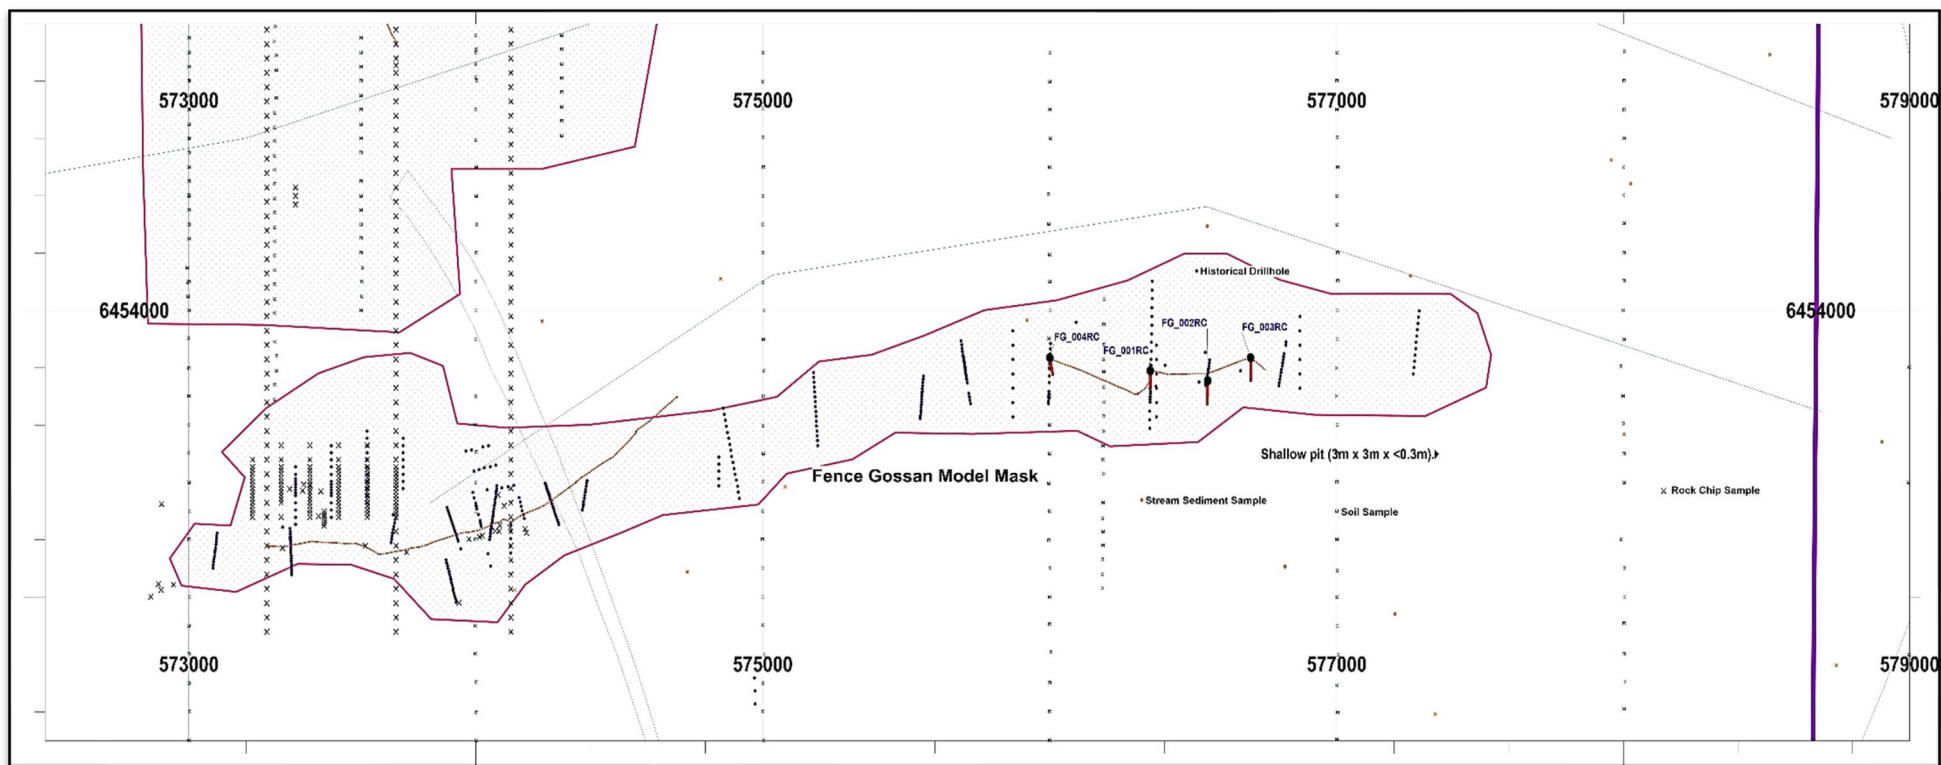 573000
575000
577000
579000
Historical Drillhole
6454000
6454000
FG_002RC
FG_003RC
FG_004RC
FG_001RC
Shallow pit (3m x 3m x <0.3m)
Fence Gossan Model Mask
Rock Chip Sample
Stream Sediment Sample
Soil Sample
573000
575000
577000
579000